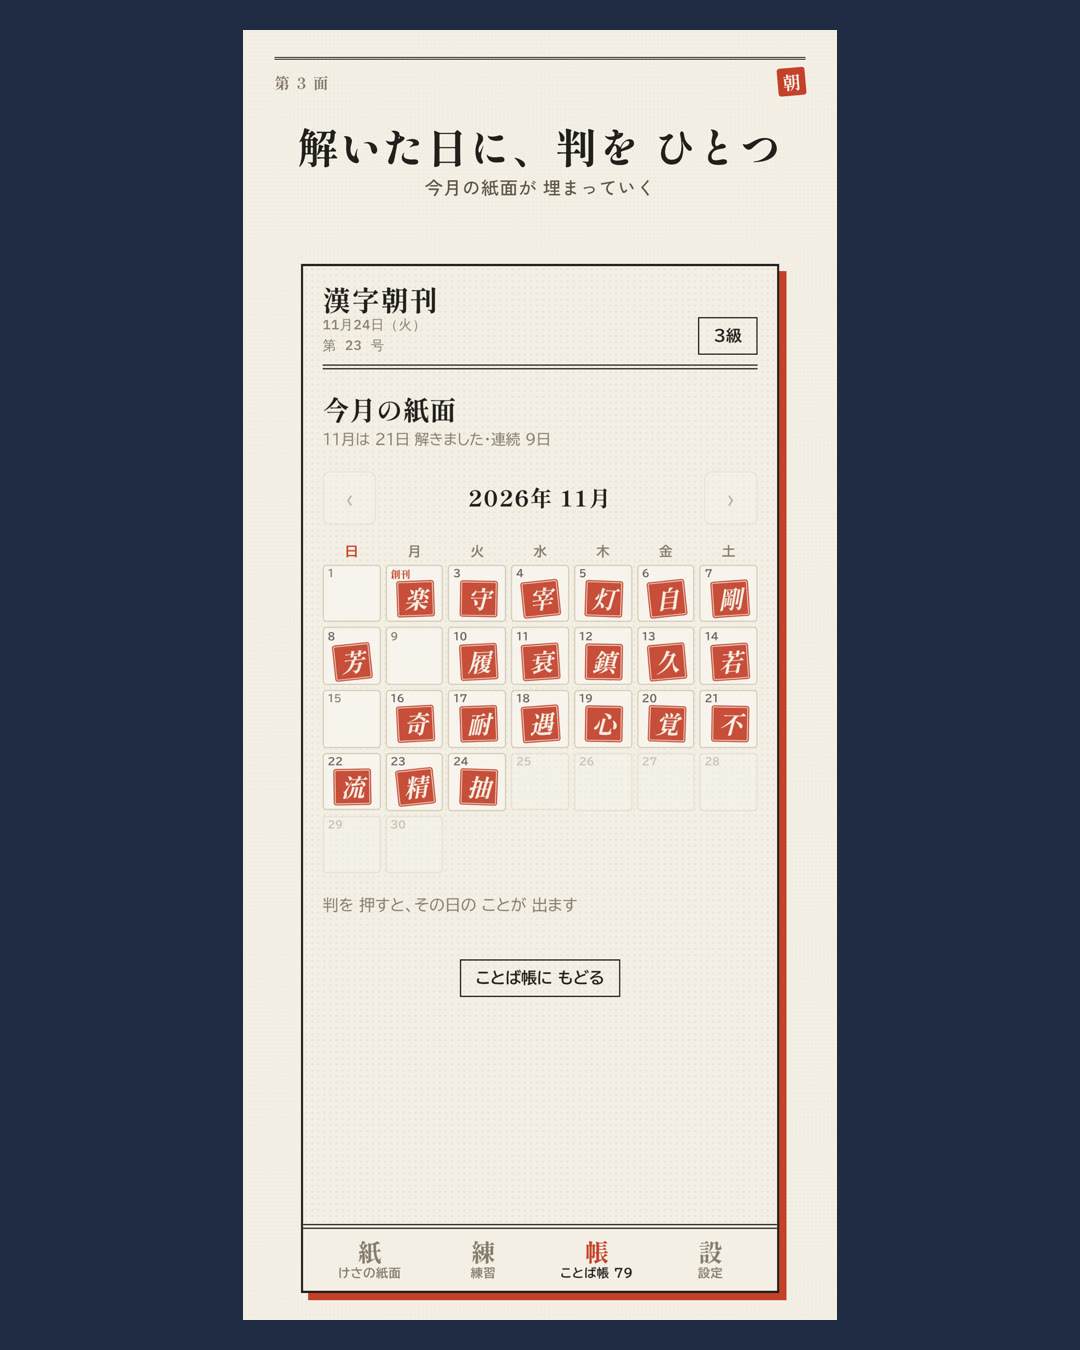 第 3 面
朝
解いた日に、判を ひとつ
今月の紙面が 埋まっていく
漢字朝刊
11月24日（火）
第 23 号
3級
今月の紙面
11月は 21日 解きました・連続 9日
‹ 2026年 11月 ›
日 月 火 水 木 金 土
1 創刊 3 4 5 6 7
楽 守 宰 灯 自 剛
8 9 10 11 12 13 14
芳 履 衰 鎮 久 若
15 16 17 18 19 20 21
奇 耐 遇 心 覚 不
22 23 24 25 26 27 28
流 精 抽
29 30
判を 押すと、その日の ことが 出ます
ことば帳に もどる
紙 練 帳 設
けさの紙面 練習 ことば帳 79 設定